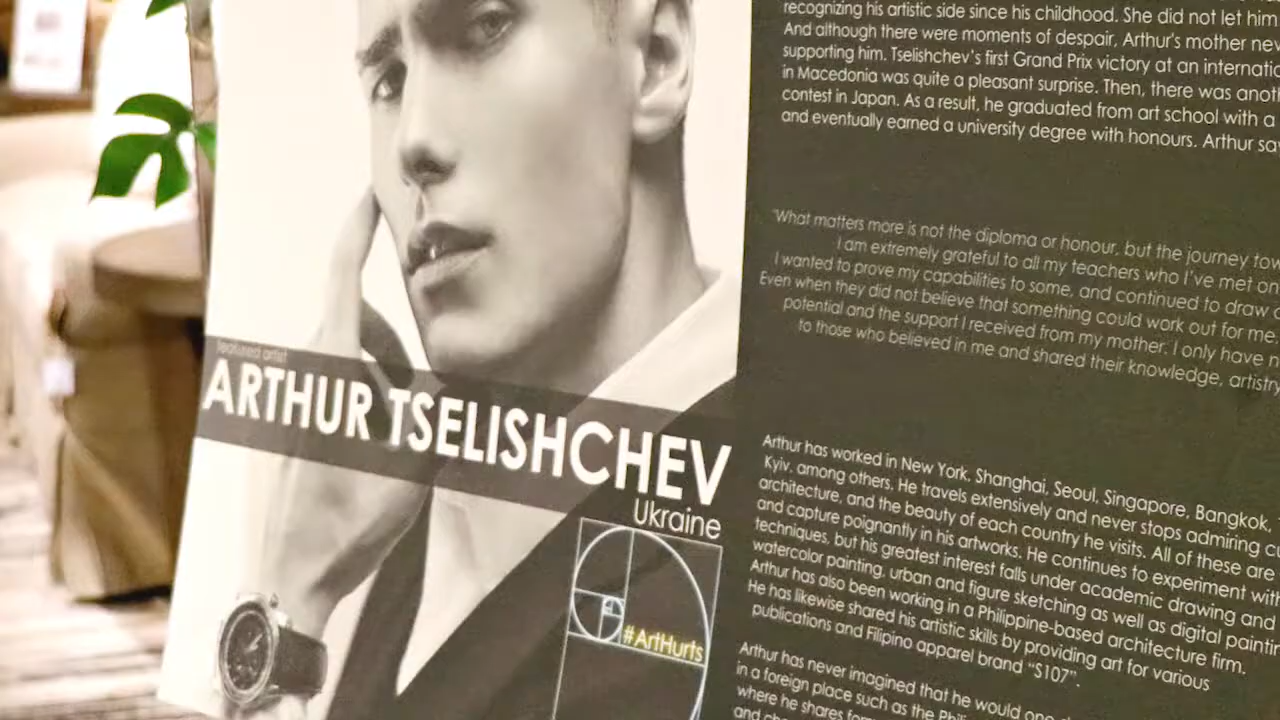 featured artist
ARTHUR TSELISHCHEV
Ukraine
#ArtHurts
recognizing his artistic side since his childhood. She did not let him
And although there were moments of despair, Arthur's mother nev
supporting him. Tselishchev's first Grand Prix victory at an internatio
in Macedonia was quite a pleasant surprise. Then, there was anoth
contest in Japan. As a result, he graduated from art school with a
and eventually earned a university degree with honours. Arthur sa
"What matters more is not the diploma or honour, but the journey tow
I am extremely grateful to all my teachers who I've met on
I wanted to prove my capabilities to some, and continued to draw
Even when they did not believe that something could work out for me.
potential and the support I received from my mother. I only have
to those who believed in me and shared their knowledge, artistry
Arthur has worked in New York, Shanghai, Seoul, Singapore, Bangkok,
Kyiv, among others. He travels extensively and never stops admiring cu
architecture, and the beauty of each country he visits. All of these are
and capture poignantly in his artworks. He continues to experiment with
techniques, but his greatest interest falls under academic drawing and
watercolor painting, urban and figure sketching as well as digital paintin
Arthur has also been working in a Philippine-based architecture firm.
He has likewise shared his artistic skills by providing art for various
publications and Filipino apparel brand "S107".
Arthur has never imagined that he would one
in a foreign place such as the Phili
where he shares
and